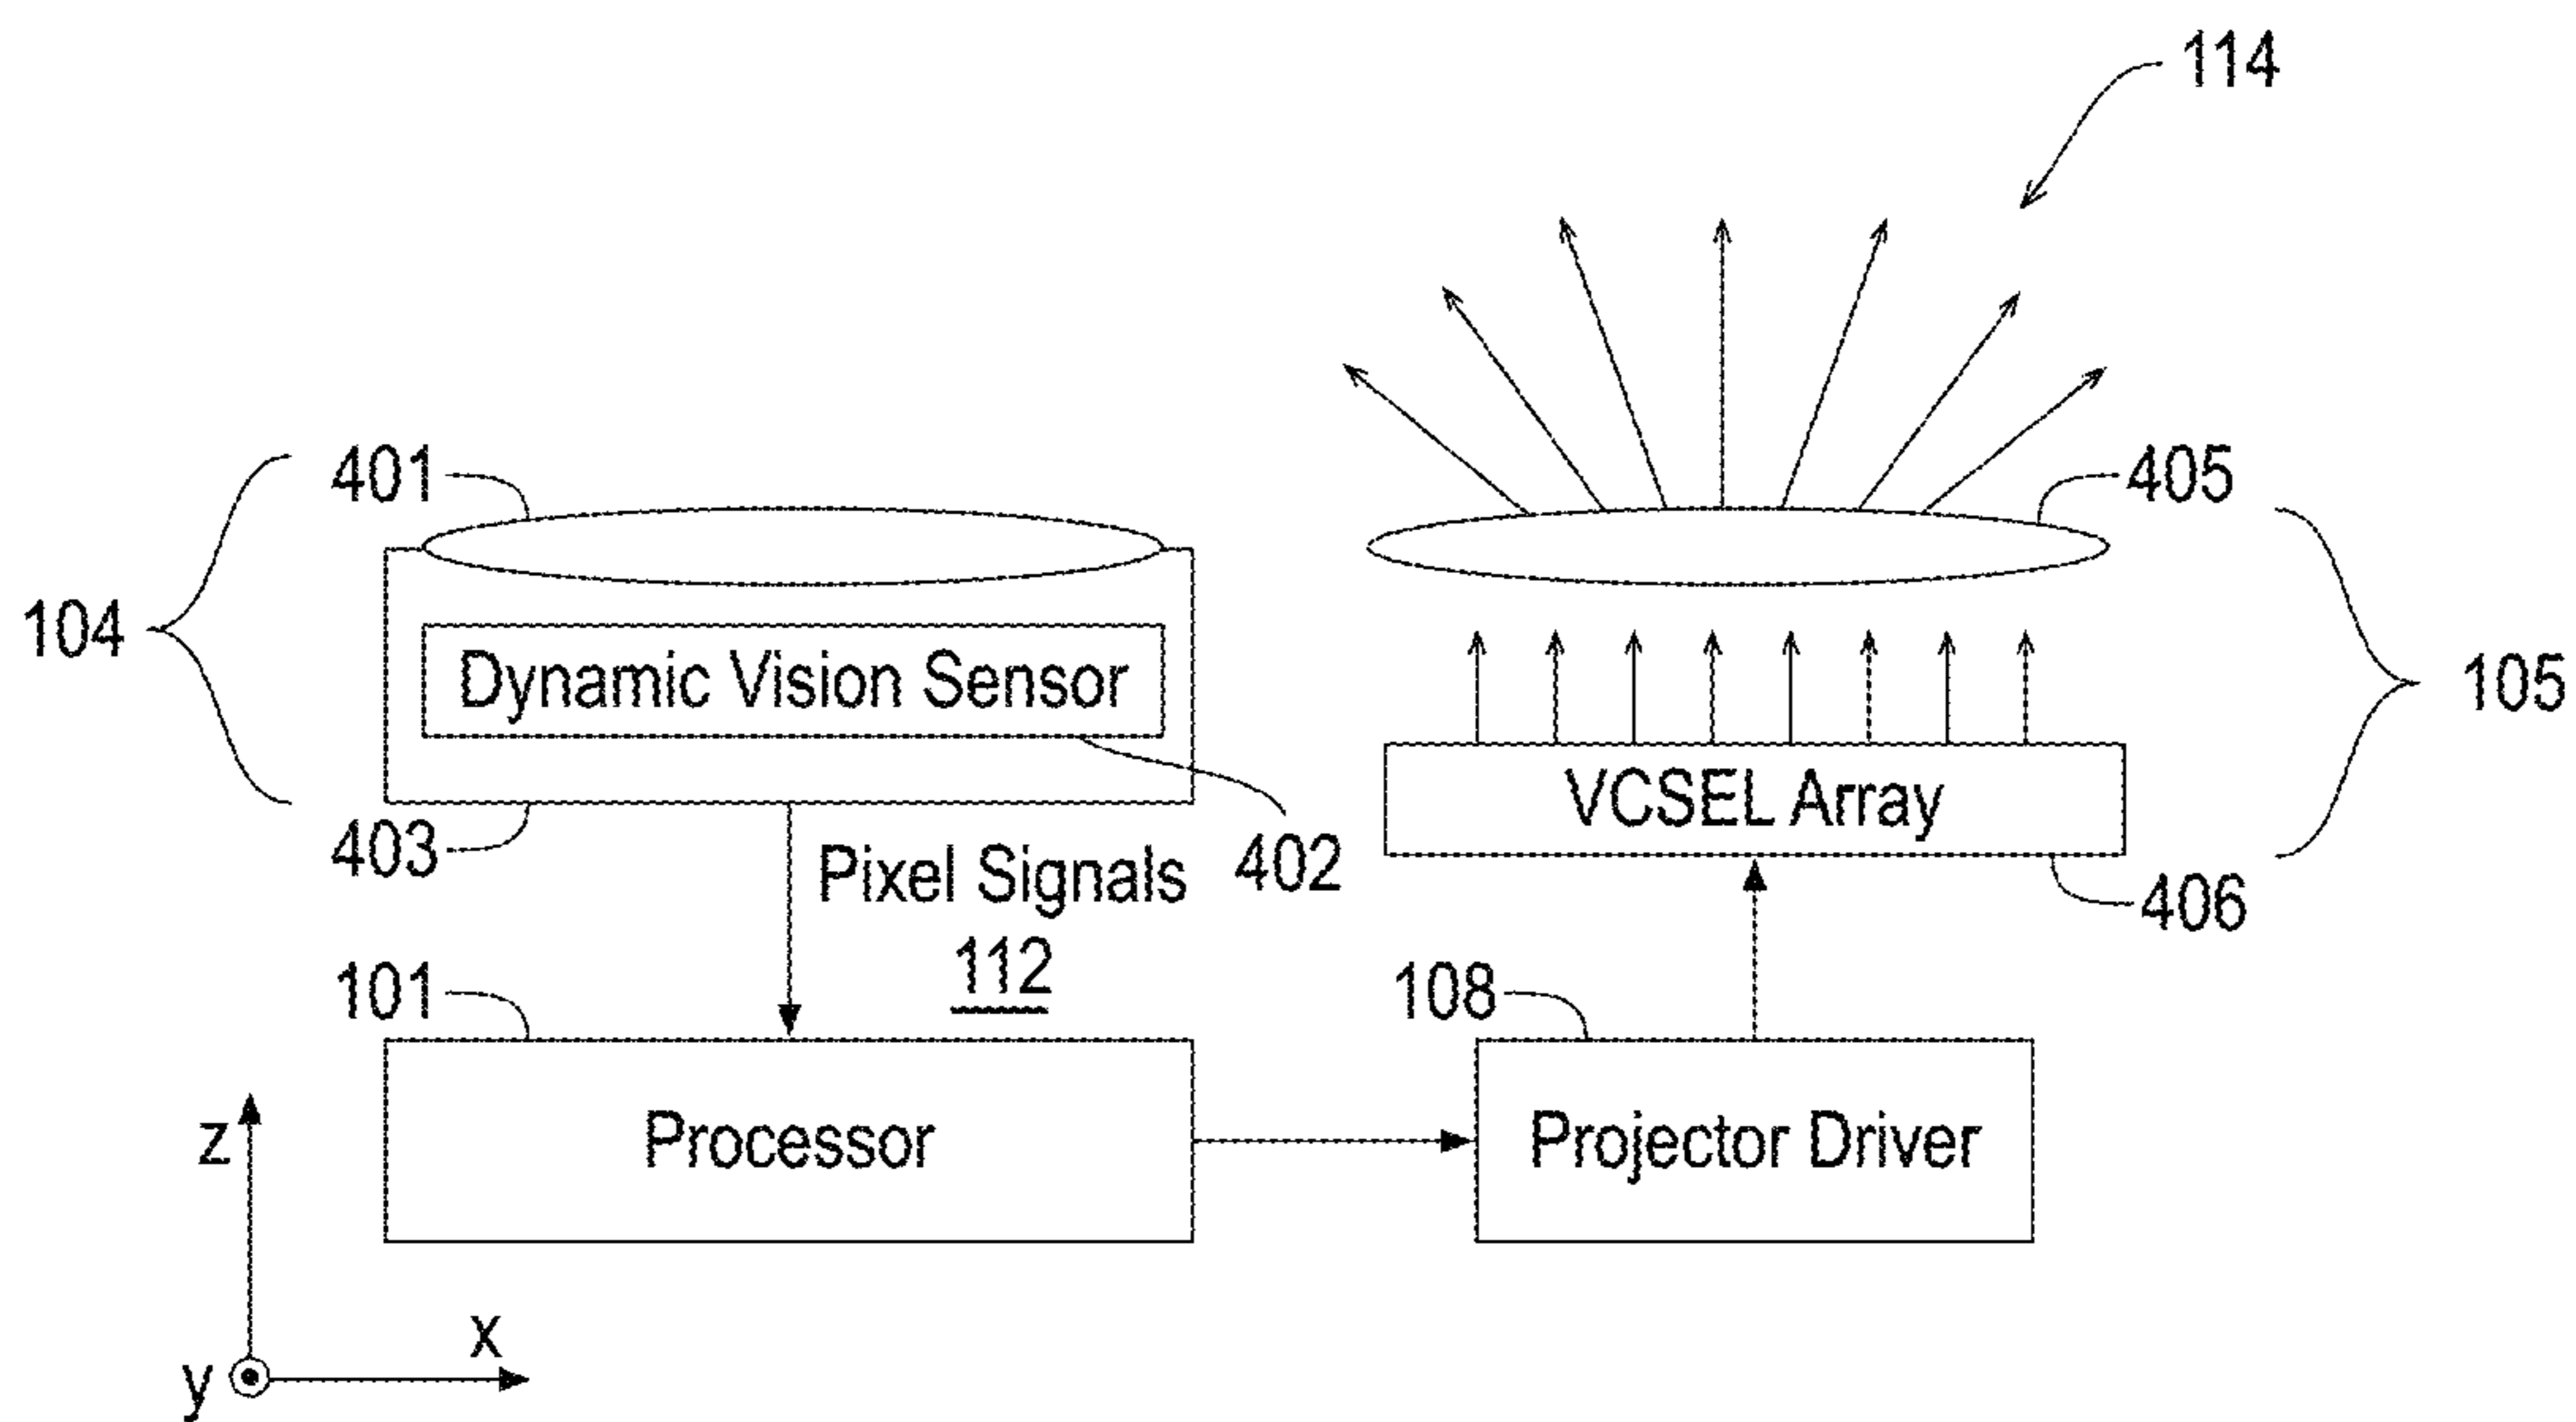 114
401
405
104
Dynamic Vision Sensor
105
VCSEL Array
403
Pixel Signals
402
406
112
101
108
Processor
Projector Driver
z
x
y